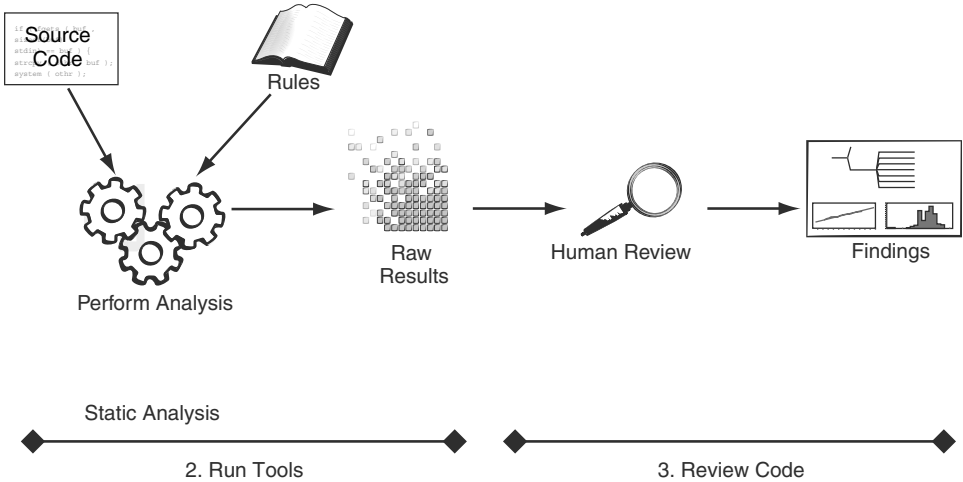 Source
Code
Rules
Perform Analysis
Raw
Results
Human Review
Findings
Static Analysis
2. Run Tools
3. Review Code